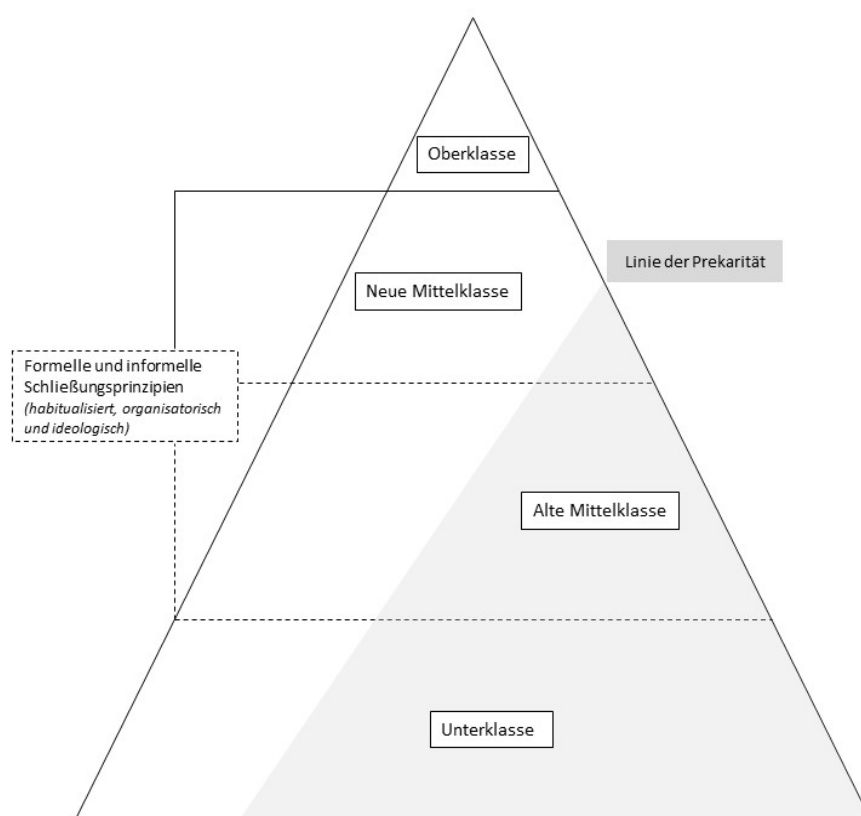 Oberklasse
Linie der Prekarität
Neue Mittelklasse
Formelle und informelle
Schließungsprinzipien
(habitualisiert, organisatorisch
und ideologisch)
Alte Mittelklasse
Unterklasse